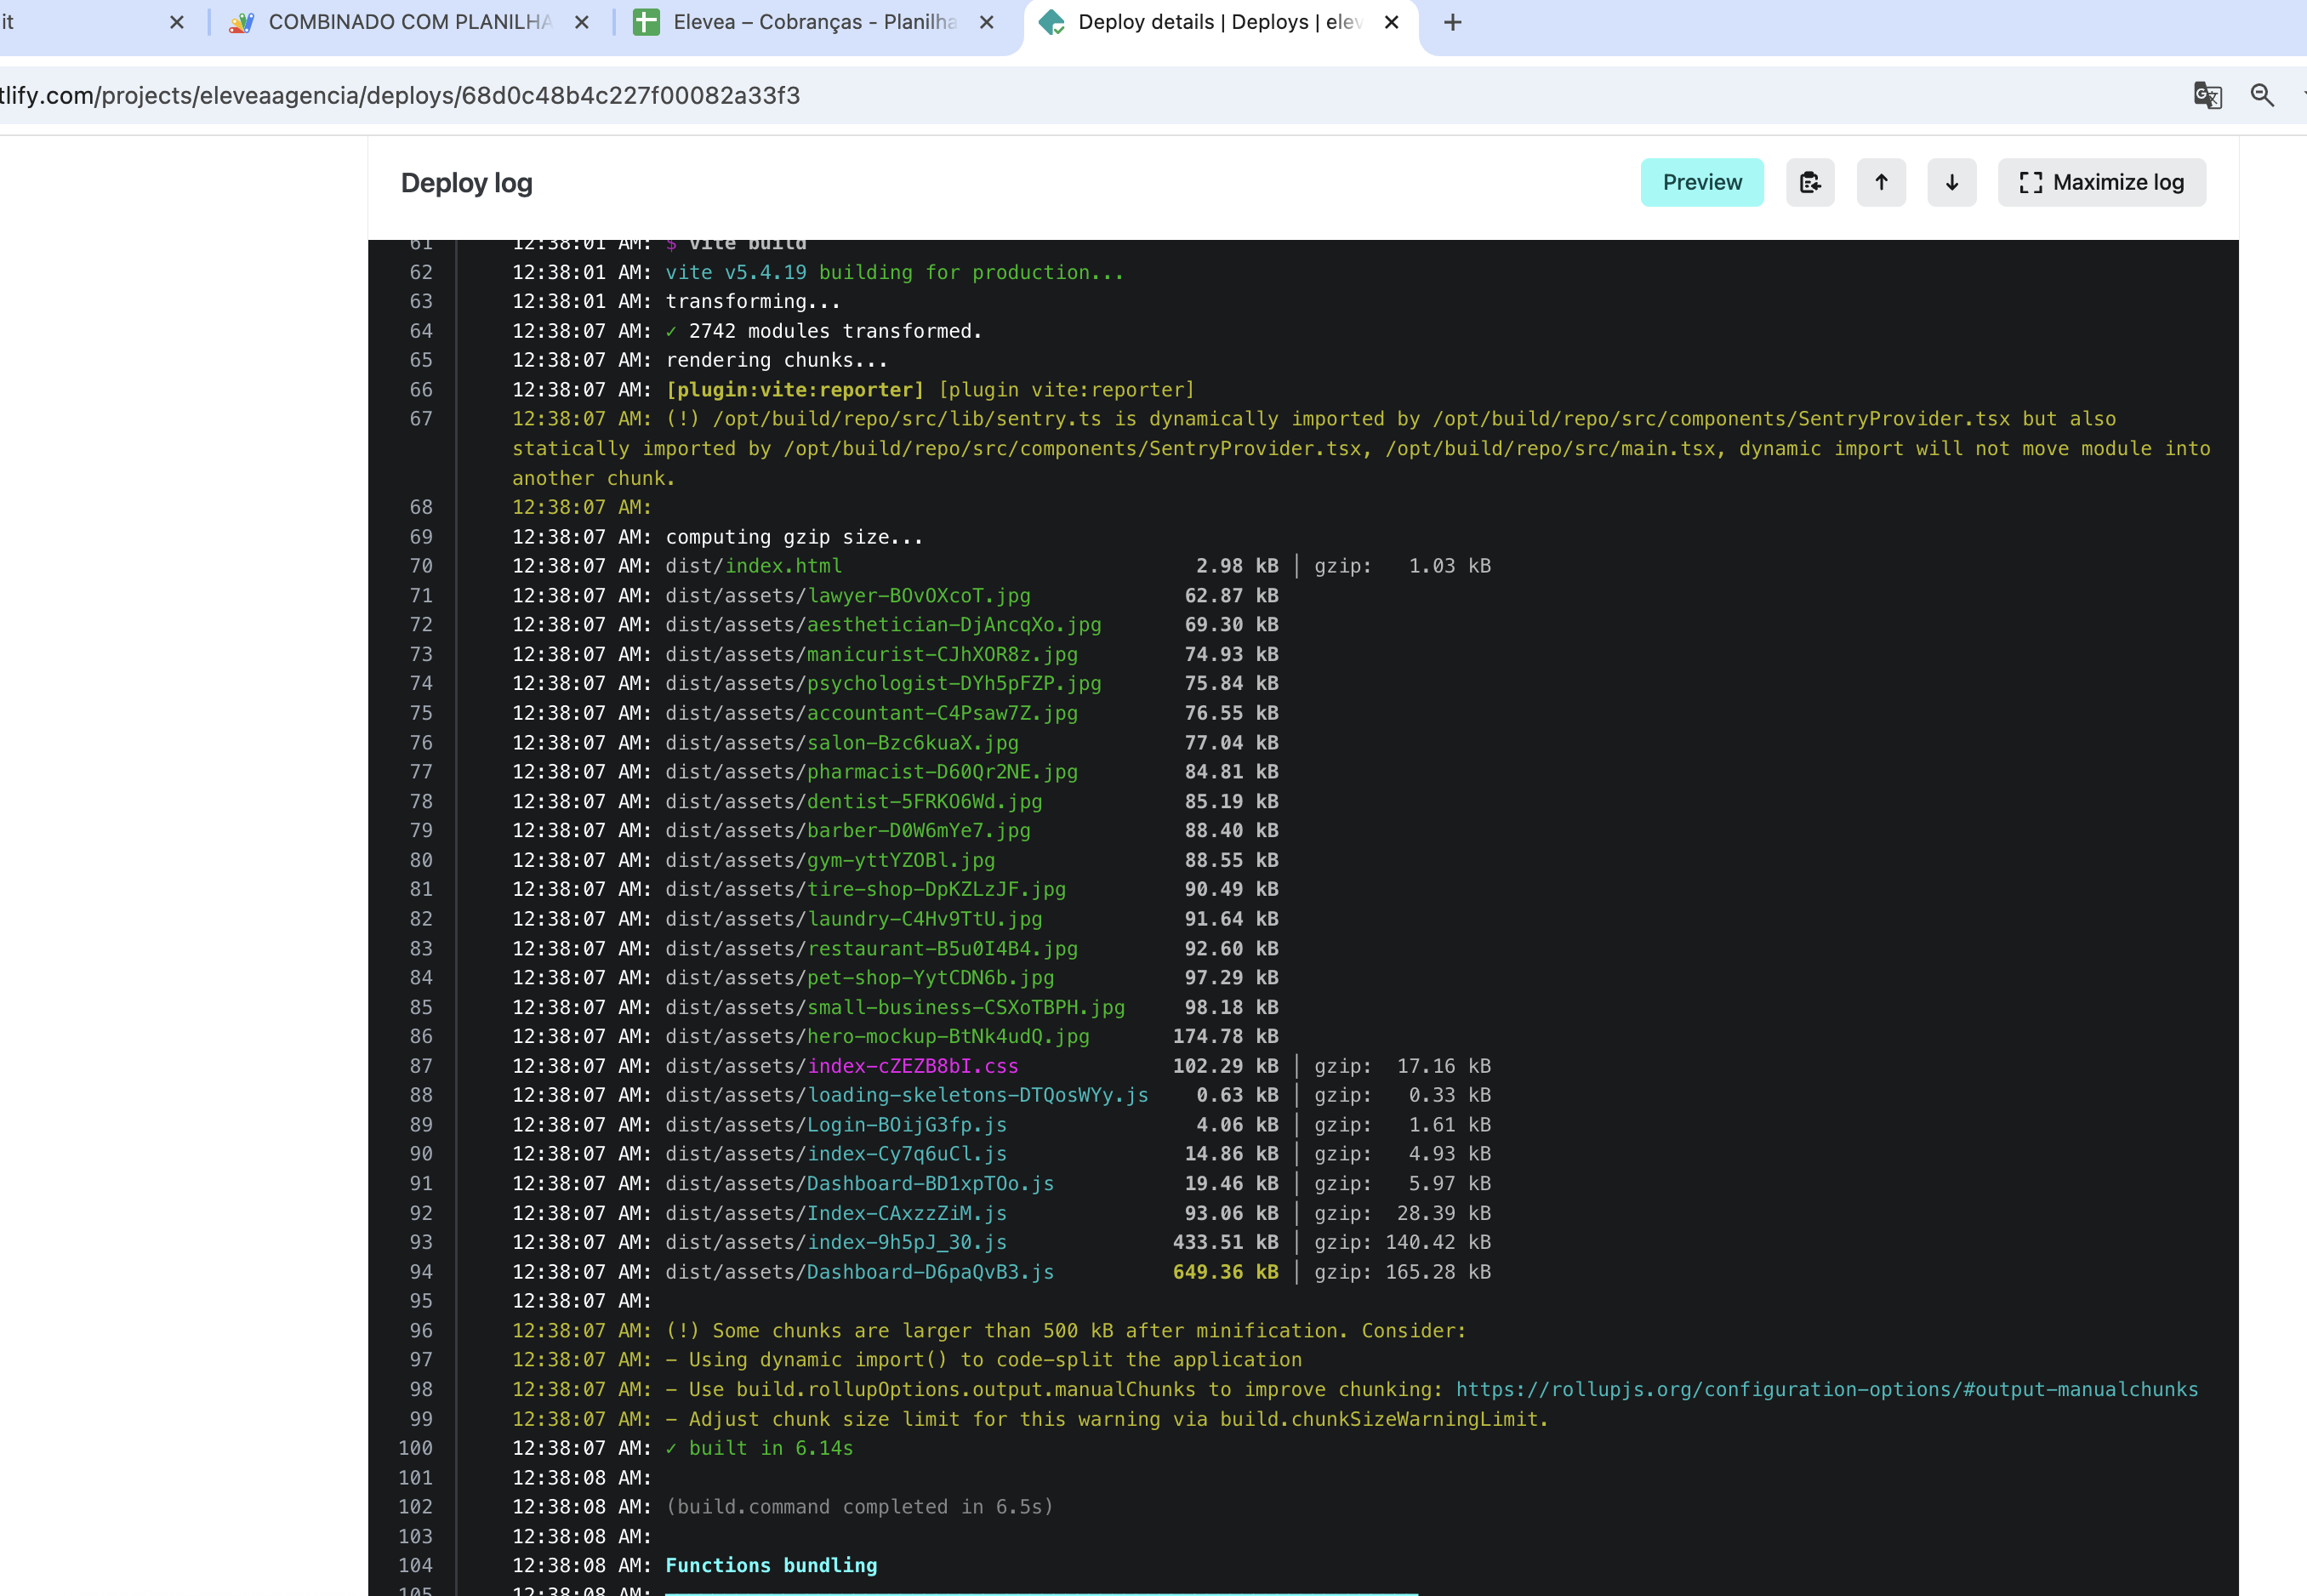 it
COMBINADO COM PLANILHA
Elevea – Cobranças - Planilha
Deploy details | Deploys | elev
tlify.com/projects/eleveaagencia/deploys/68d0c48b4c227f00082a33f3
Deploy log
Preview
Maximize log
61 12:38:01 AM: $ vite build
62 12:38:01 AM: vite v5.4.19 building for production...
63 12:38:01 AM: transforming...
64 12:38:07 AM: ✓ 2742 modules transformed.
65 12:38:07 AM: rendering chunks...
66 12:38:07 AM: [plugin:vite:reporter] [plugin vite:reporter]
67 12:38:07 AM: (!) /opt/build/repo/src/lib/sentry.ts is dynamically imported by /opt/build/repo/src/components/SentryProvider.tsx but also
statically imported by /opt/build/repo/src/components/SentryProvider.tsx, /opt/build/repo/src/main.tsx, dynamic import will not move module into
another chunk.
68 12:38:07 AM:
69 12:38:07 AM: computing gzip size...
70 12:38:07 AM: dist/index.html 2.98 kB │ gzip: 1.03 kB
71 12:38:07 AM: dist/assets/lawyer-BOvOXcoT.jpg 62.87 kB
72 12:38:07 AM: dist/assets/aesthetician-DjAncqXo.jpg 69.30 kB
73 12:38:07 AM: dist/assets/manicurist-CJhXOR8z.jpg 74.93 kB
74 12:38:07 AM: dist/assets/psychologist-DYh5pFZP.jpg 75.84 kB
75 12:38:07 AM: dist/assets/accountant-C4Psaw7Z.jpg 76.55 kB
76 12:38:07 AM: dist/assets/salon-Bzc6kuaX.jpg 77.04 kB
77 12:38:07 AM: dist/assets/pharmacist-D60Qr2NE.jpg 84.81 kB
78 12:38:07 AM: dist/assets/dentist-5FRKO6Wd.jpg 85.19 kB
79 12:38:07 AM: dist/assets/barber-D0W6mYe7.jpg 88.40 kB
80 12:38:07 AM: dist/assets/gym-yttYZOBl.jpg 88.55 kB
81 12:38:07 AM: dist/assets/tire-shop-DpKZLzJF.jpg 90.49 kB
82 12:38:07 AM: dist/assets/laundry-C4Hv9TtU.jpg 91.64 kB
83 12:38:07 AM: dist/assets/restaurant-B5u0I4B4.jpg 92.60 kB
84 12:38:07 AM: dist/assets/pet-shop-YytCDN6b.jpg 97.29 kB
85 12:38:07 AM: dist/assets/small-business-CSXoTBPH.jpg 98.18 kB
86 12:38:07 AM: dist/assets/hero-mockup-BtNk4udQ.jpg 174.78 kB
87 12:38:07 AM: dist/assets/index-cZEZB8bI.css 102.29 kB │ gzip: 17.16 kB
88 12:38:07 AM: dist/assets/loading-skeletons-DTQosWYy.js 0.63 kB │ gzip: 0.33 kB
89 12:38:07 AM: dist/assets/Login-BOijG3fp.js 4.06 kB │ gzip: 1.61 kB
90 12:38:07 AM: dist/assets/index-Cy7q6uCl.js 14.86 kB │ gzip: 4.93 kB
91 12:38:07 AM: dist/assets/Dashboard-BD1xpTOo.js 19.46 kB │ gzip: 5.97 kB
92 12:38:07 AM: dist/assets/Index-CAxzzZiM.js 93.06 kB │ gzip: 28.39 kB
93 12:38:07 AM: dist/assets/index-9h5pJ_30.js 433.51 kB │ gzip: 140.42 kB
94 12:38:07 AM: dist/assets/Dashboard-D6paQvB3.js 649.36 kB │ gzip: 165.28 kB
95 12:38:07 AM:
96 12:38:07 AM: (!) Some chunks are larger than 500 kB after minification. Consider:
97 12:38:07 AM: - Using dynamic import() to code-split the application
98 12:38:07 AM: - Use build.rollupOptions.output.manualChunks to improve chunking: https://rollupjs.org/configuration-options/#output-manualchunks
99 12:38:07 AM: - Adjust chunk size limit for this warning via build.chunkSizeWarningLimit.
100 12:38:07 AM: ✓ built in 6.14s
101 12:38:08 AM:
102 12:38:08 AM: (build.command completed in 6.5s)
103 12:38:08 AM:
104 12:38:08 AM: Functions bundling
105 12:38:08 AM: